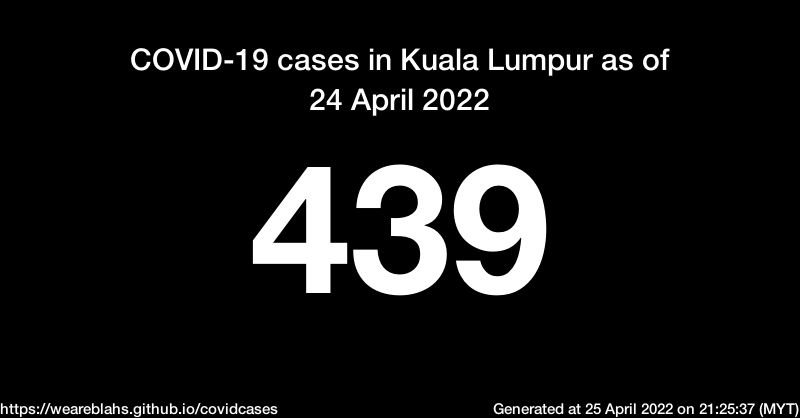 COVID-19 cases in Kuala Lumpur as of
24 April 2022
439
https://weareblahs.github.io/covidcases
Generated at 25 April 2022 on 21:25:37 (MYT)